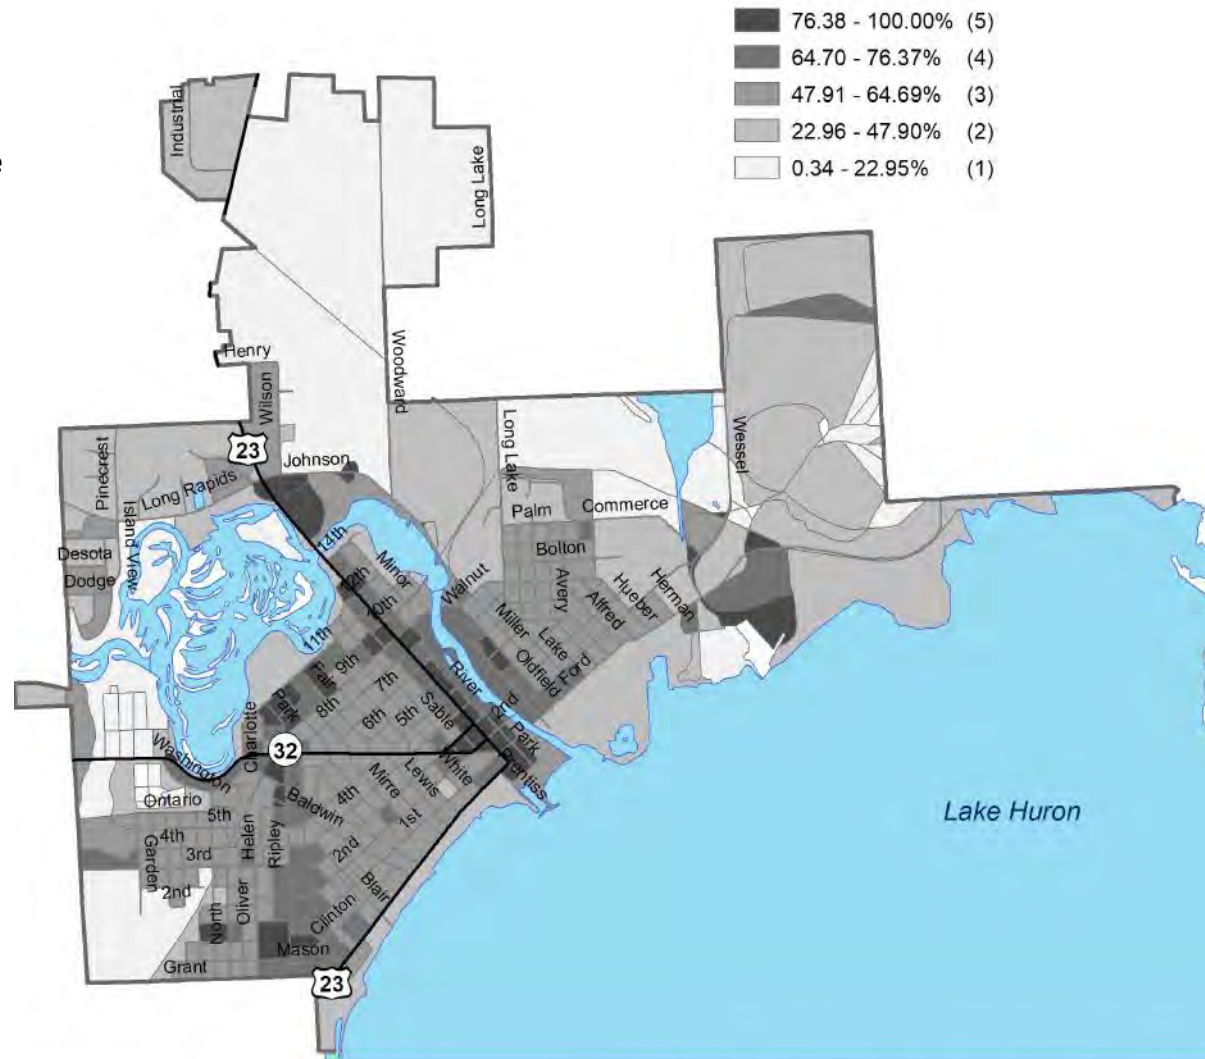 76.38 - 100.00% (5)
64.70 - 76.37% (4)
47.91 - 64.69% (3)
22.96 - 47.90% (2)
0.34 - 22.95% (1)
e
Industrial
Long Lake
Henry
Woodward
Wilson
23
Johnson
Pinecrest
Long Rapids
Island View
Desota
Dodge
Long Lake
Palm
Commerce
Wessel
Bolton
Avery
Alfred
Hueber
Herman
14th
Minor
12th
10th
Walnut
Miller
Lake
Oldfield
Ford
11th
9th
Fair
Park
8th
7th
6th
5th
Sable
River
2nd
Park
Prentiss
White
Lewis
Mirre
Charlotte
32
Washington
Ontario
5th
Baldwin
4th
1st
4th
3rd
Garden
Helen
Ripley
2nd
2nd
Blair
North
Oliver
Clinton
Mason
Grant
23
Lake Huron